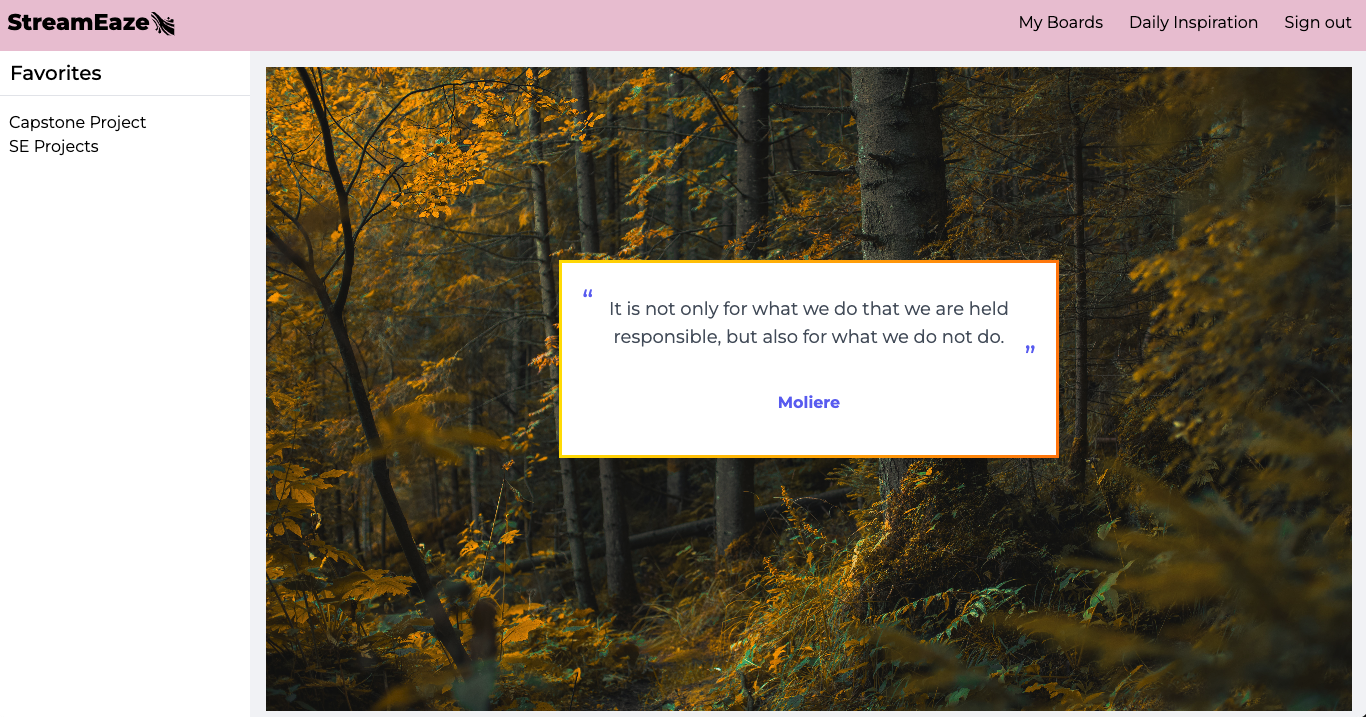 StreamEaze
My Boards
Daily Inspiration
Sign out
Favorites
Capstone Project
SE Projects
“ It is not only for what we do that we are held
responsible, but also for what we do not do. ”
Moliere